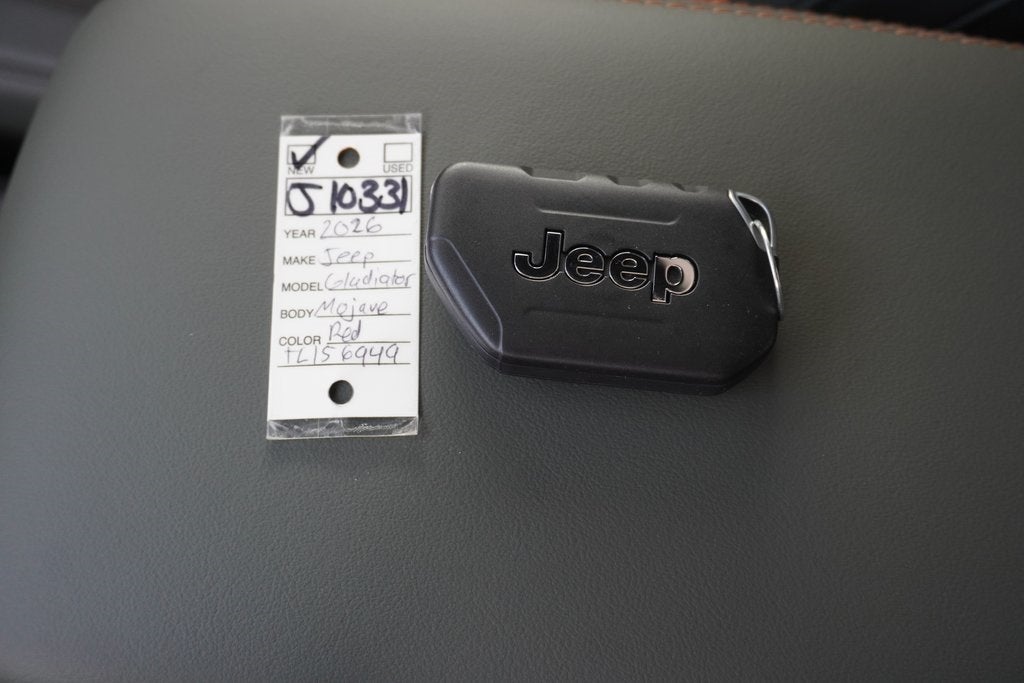 NEW USED
J10331
YEAR 2026
MAKE Jeep
MODEL Gladiator
BODY Mojave
COLOR Red
TL156949
Jeep